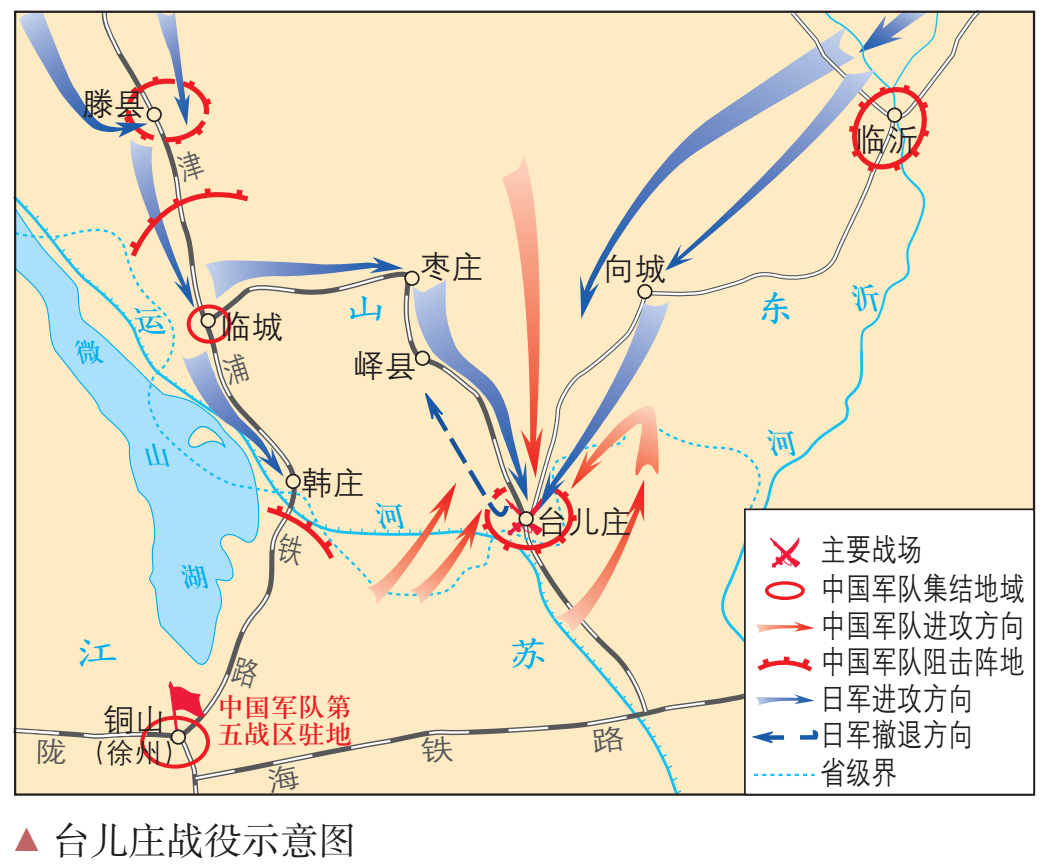 滕县
临沂
津
枣庄
向城
山
东
沂
运
临城
微
浦
峄县
山
河
韩庄
河
台儿庄
铁
湖
江
苏
路
铜山
(徐州)
中国军队第
五战区驻地
陇
海
铁
路
主要战场
中国军队集结地域
中国军队进攻方向
中国军队阻击阵地
日军进攻方向
日军撤退方向
省级界
▲ 台儿庄战役示意图